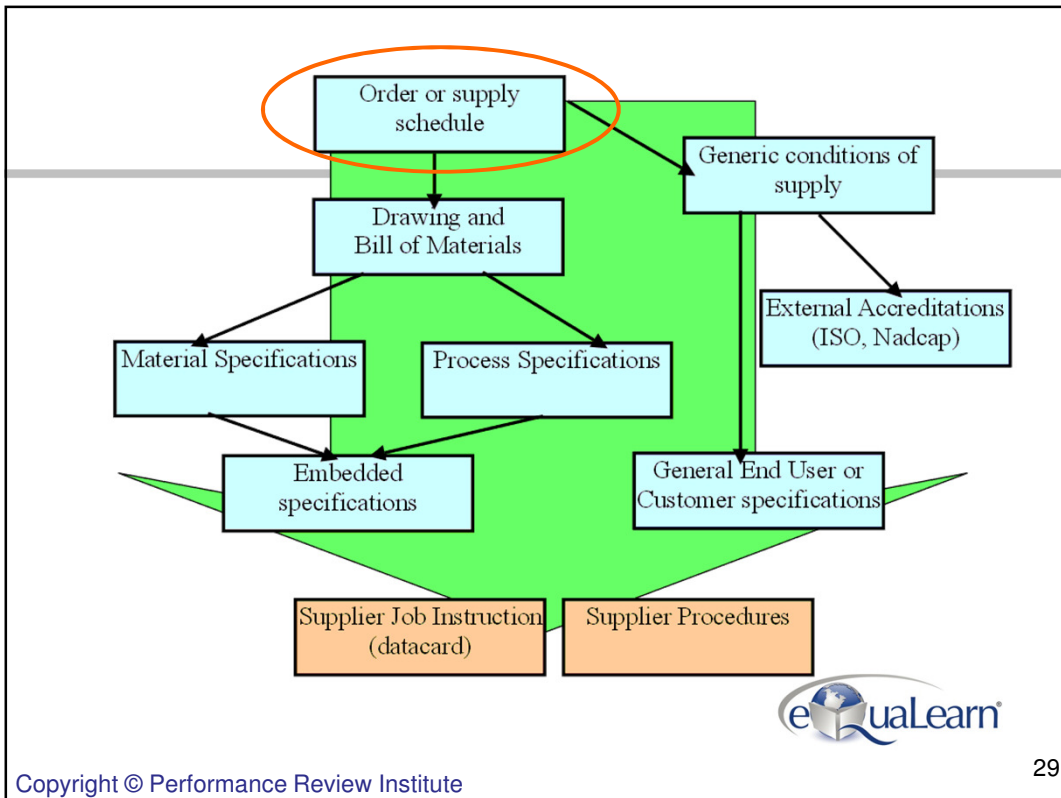 Order or supply
schedule
Generic conditions of
supply
Drawing and
Bill of Materials
External Accreditations
(ISO, Nadcap)
Material Specifications
Process Specifications
Embedded
specifications
General End User or
Customer specifications
Supplier Job Instruction
(datacard)
Supplier Procedures
eQuaLearn®
Copyright © Performance Review Institute
29